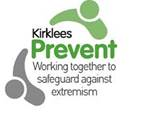 Kirklees
Prevent
Working together to
safeguard against
extremism